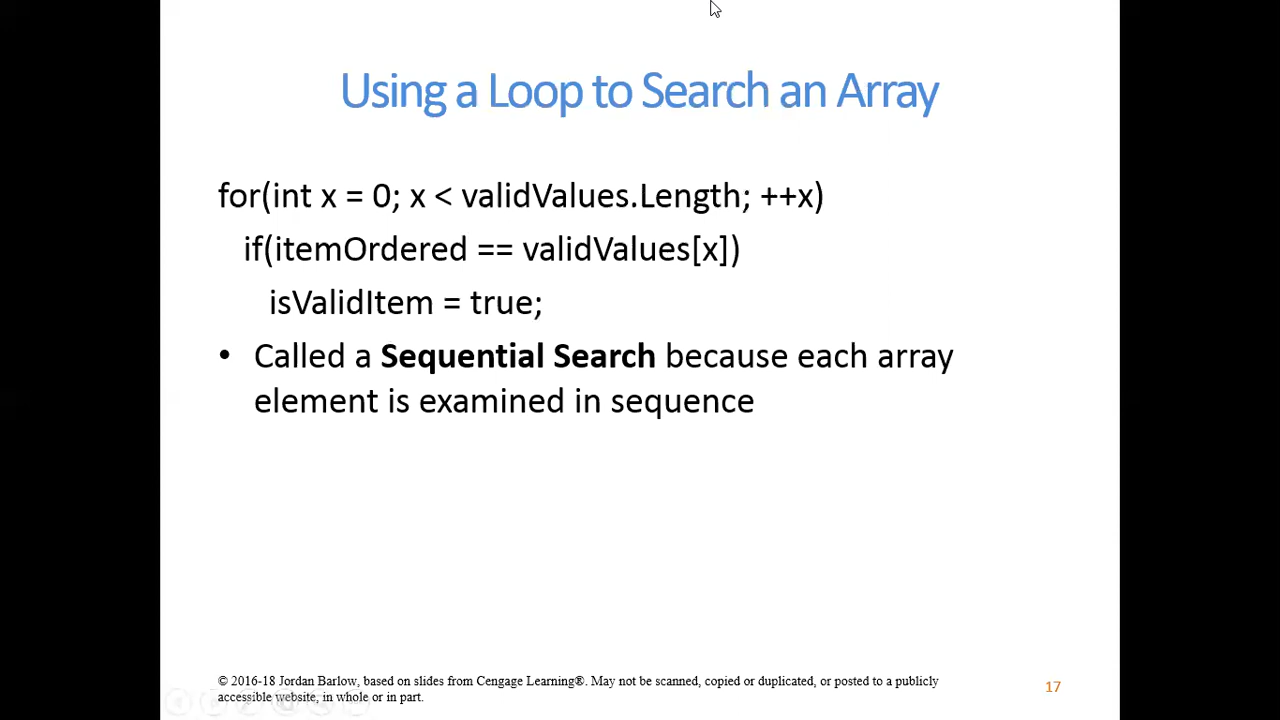 Using a Loop to Search an Array
for(int x = 0; x < validValues.Length; ++x)
if(itemOrdered == validValues[x])
isValidItem = true;
• Called a Sequential Search because each array
element is examined in sequence
© 2016-18 Jordan Barlow, based on slides from Cengage Learning®. May not be scanned, copied or duplicated, or posted to a publicly
accessible website, in whole or in part.
17